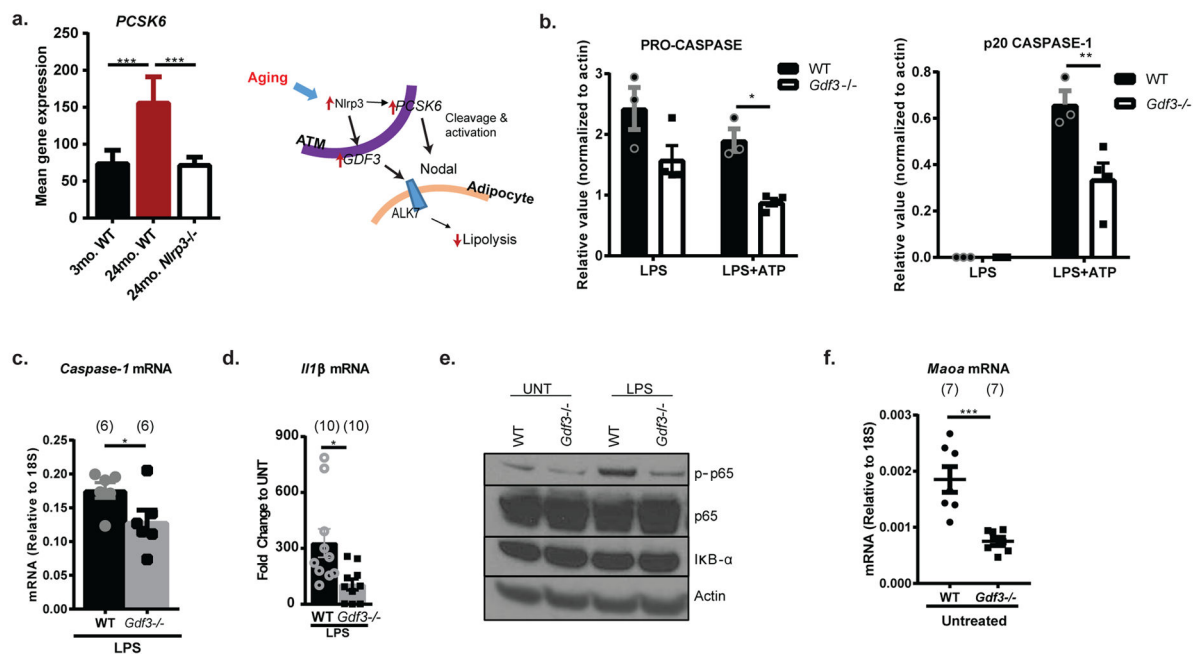 a.
PCSK6
Mean gene expression
250
200
150
100
50
0
***
***
3mo. WT
24mo. WT
24mo. Nlrp3-/-
Aging
Nlrp3
PCSK6
Cleavage &
activation
ATM
GDF3
Nodal
Adipocyte
ALK7
Lipolysis
b.
PRO-CASPASE
Relative value (normalized to actin)
3
2
1
0
*
LPS
LPS+ATP
WT
Gdf3-/-
p20 CASPASE-1
Relative value (normalized to actin)
0.8
0.6
0.4
0.2
0.0
**
LPS
LPS+ATP
WT
Gdf3-/-
c.
Caspase-1 mRNA
(6) (6)
*
mRNA (Relative to 18S)
0.25
0.20
0.15
0.10
0.05
0.00
WT Gdf3-/-
LPS
d.
Il1β mRNA
(10) (10)
*
Fold Change to UNT
900
600
300
0
WT Gdf3-/-
LPS
e.
UNT LPS
WT Gdf3-/- WT Gdf3-/-
p-p65
p65
IKB-α
Actin
f.
Maoa mRNA
(7) (7)
***
mRNA (Relative to 18S)
0.003
0.002
0.001
0.000
WT Gdf3-/-
Untreated